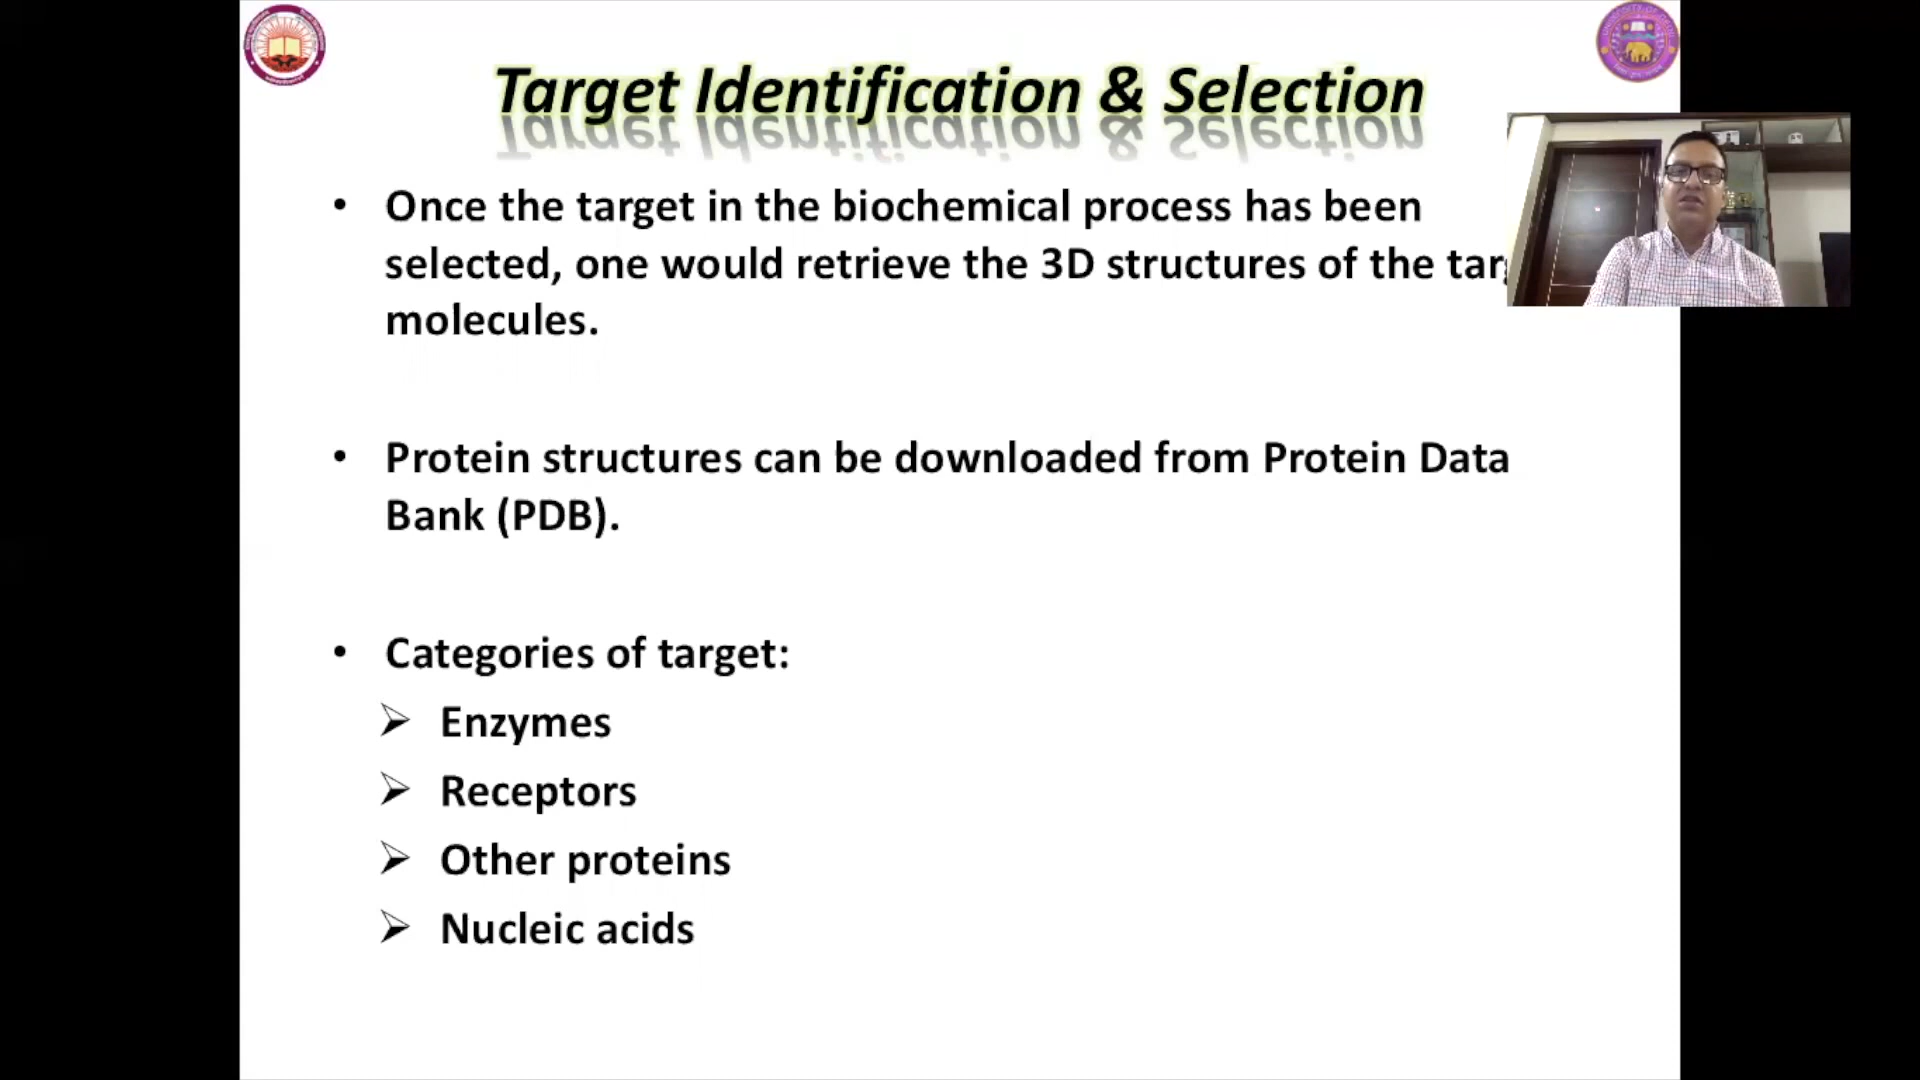 Target Identification & Selection
• Once the target in the biochemical process has been
selected, one would retrieve the 3D structures of the
molecules.
• Protein structures can be downloaded from Protein Data
Bank (PDB).
• Categories of target:
➢ Enzymes
➢ Receptors
➢ Other proteins
➢ Nucleic acids